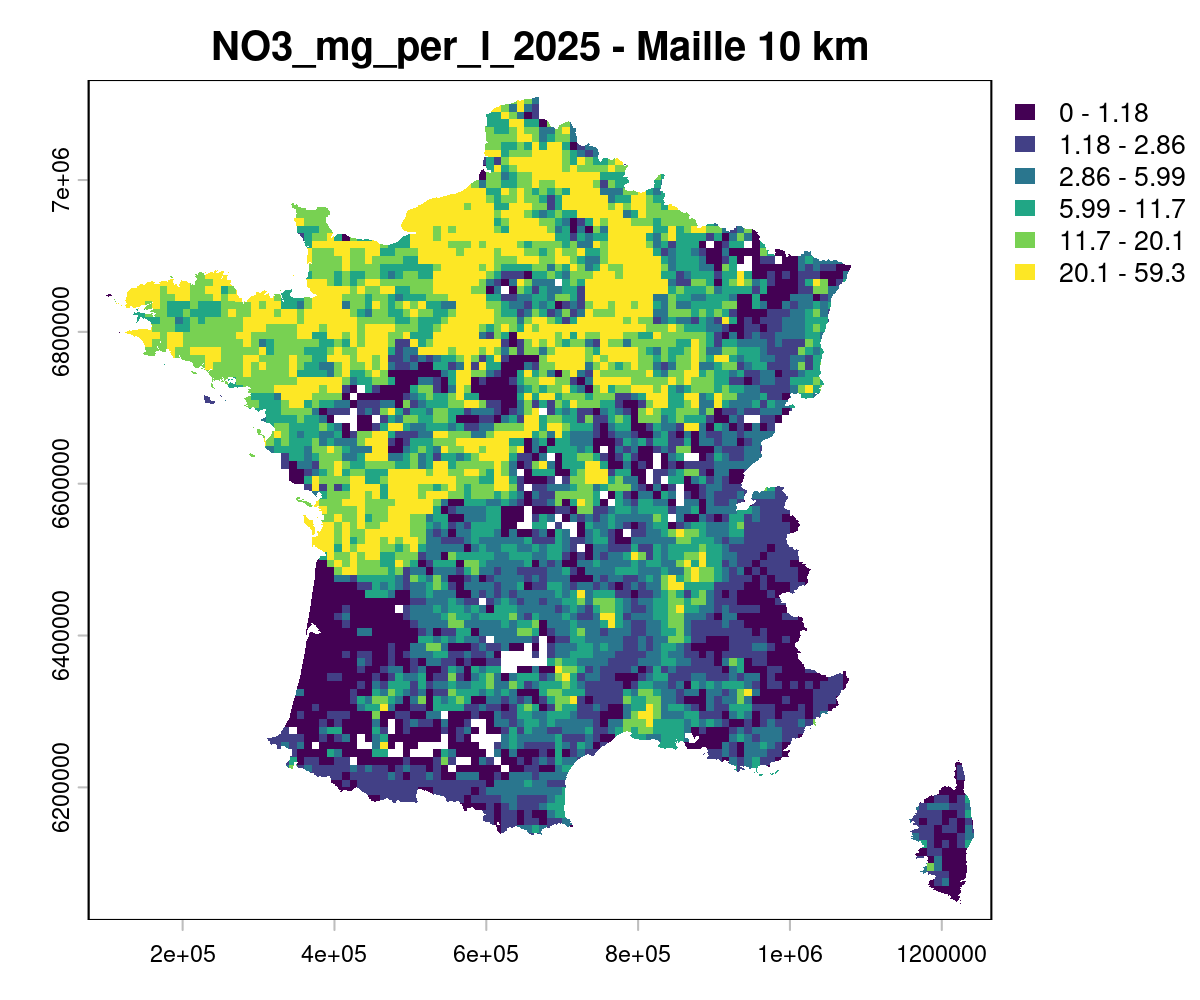 NO3_mg_per_l_2025 - Maille 10 km
0 - 1.18
1.18 - 2.86
2.86 - 5.99
5.99 - 11.7
11.7 - 20.1
20.1 - 59.3
7e+06
6800000
6600000
6400000
6200000
2e+05
4e+05
6e+05
8e+05
1e+06
1200000